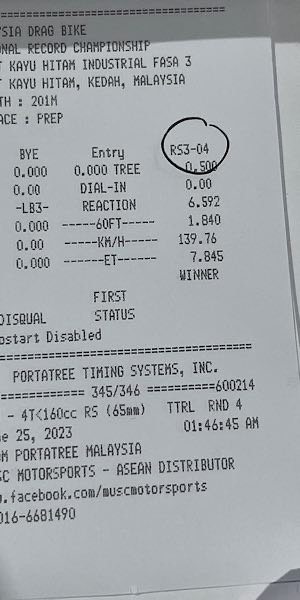 YSIA DRAG BIKE
ONAL RECORD CHAMPIONSHIP
T KAYU HITAM INDUSTRIAL FASA 3
T KAYU HITAM, KEDAH, MALAYSIA
TH : 201M
ACE : PREP
BYE Entry RS3-04
0.000 0.000 TREE 0.500
0.00 DIAL-IN 0.00
-LB3- REACTION 6.592
0.000 -----60FT------ 1.840
0.00 -----KM/H------ 139.76
0.000 ------ET------ 7.845
WINNER
FIRST
DISQUAL STATUS
ostart Disabled
PORTATREE TIMING SYSTEMS, INC.
============ 345/346 ==========600214
- 4T<160cc RS (65mm) TTRL RND 4
ne 25, 2023 01:46:45 AM
M PORTATREE MALAYSIA
SC MOTORSPORTS - ASEAN DISTRIBUTOR
.facebook.com/muscmotorsports
016-6681490